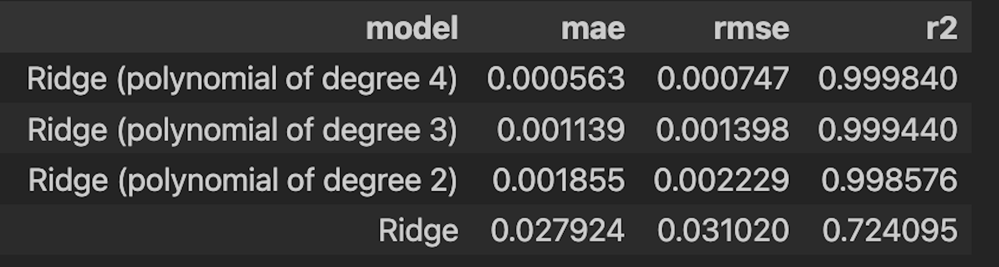 model mae rmse r2
Ridge (polynomial of degree 4) 0.000563 0.000747 0.999840
Ridge (polynomial of degree 3) 0.001139 0.001398 0.999440
Ridge (polynomial of degree 2) 0.001855 0.002229 0.998576
Ridge 0.027924 0.031020 0.724095